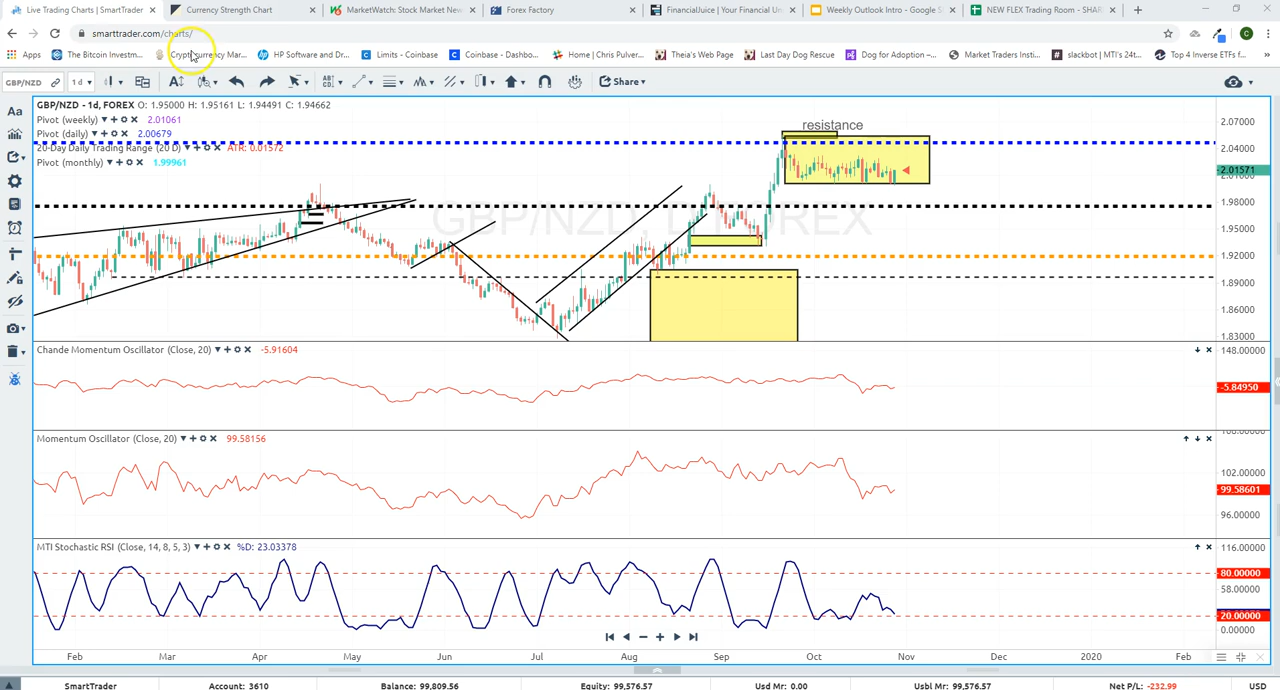 Live Trading Charts | SmartTrader Currency Strength Chart MarketWatch: Stock Market New Forex Factory FinancialJuice | Your Financial U Weekly Outlook Intro - Google S NEW FLEX Trading Room - SHAR
smarttrader.com/charts/
Apps The Bitcoin Investm... Cryptocurrency Mar... HP Software and Dr... Limits - Coinbase Coinbase - Dashbo... Home | Chris Pulver... Theia's Web Page Last Day Dog Rescue Dog for Adoption –... Market Traders Insti... slackbot | MTI's 24t... Top 4 Inverse ETFs f... »
GBP/NZD 1 d Share
GBP/NZD - 1d, FOREX O: 1.95000 H: 1.95161 L: 1.94491 C: 1.94662
Pivot (weekly) 2.01061
Pivot (daily) 2.00679
20-Day Daily Trading Range (20 D) ATR: 0.01572
Pivot (monthly) 1.99961
resistance
GBP/NZD, D, FOREX
2.07000
2.04000
2.01571
2.01000
1.98000
1.95000
1.92000
1.89000
1.86000
1.83000
Chande Momentum Oscillator (Close, 20) -5.91604
148.00000
-5.84950
Momentum Oscillator (Close, 20) 99.58156
102.00000
99.58601
96.00000
MTI Stochastic RSI (Close, 14, 8, 5, 3) %D: 23.03378
116.00000
80.00000
58.00000
20.00000
0.00000
Feb Mar Apr May Jun Jul Aug Sep Oct Nov Dec 2020 Feb
SmartTrader Account: 3610 Balance: 99,809.56 Equity: 99,576.57 Usd Mr: 0.00 Usbl Mr: 99,576.57 Net P/L: -232.99 USD